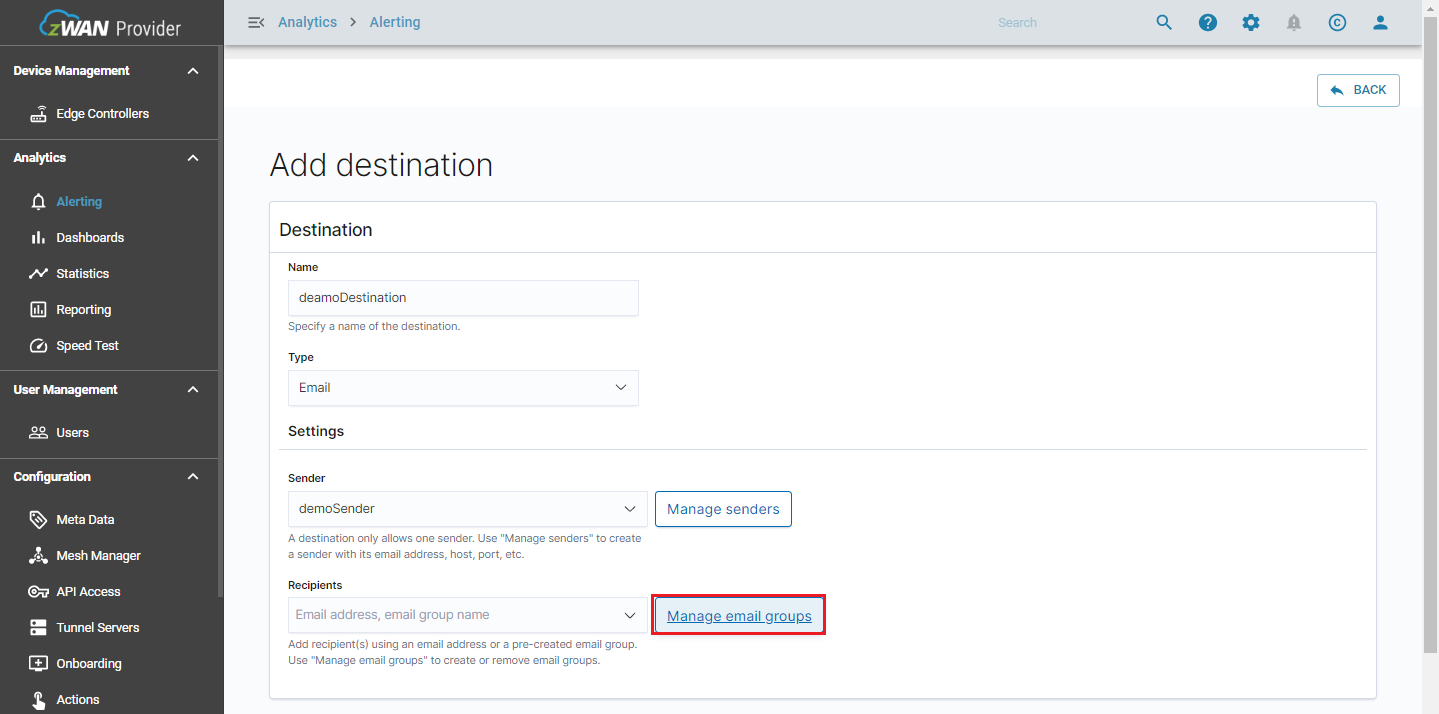 zWAN Provider
Analytics > Alerting
Search
BACK
Device Management
Edge Controllers
Analytics
Alerting
Dashboards
Statistics
Reporting
Speed Test
User Management
Users
Configuration
Meta Data
Mesh Manager
API Access
Tunnel Servers
Onboarding
Actions
Add destination
Destination
Name
deamoDestination
Specify a name of the destination.
Type
Email
Settings
Sender
demoSender
Manage senders
A destination only allows one sender. Use "Manage senders" to create
a sender with its email address, host, port, etc.
Recipients
Email address, email group name
Manage email groups
Add recipient(s) using an email address or a pre-created email group.
Use "Manage email groups" to create or remove email groups.